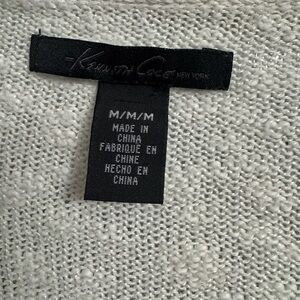 KENNETH COLE NEW YORK
M/M/M
MADE IN
CHINA
FABRIQUE EN
CHINE
HECHO EN
CHINA